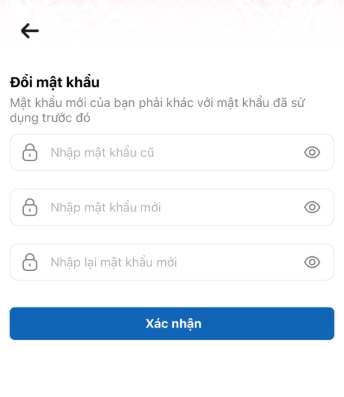 Đổi mật khẩu
Mật khẩu mới của bạn phải khác với mật khẩu đã sử
dụng trước đó
Nhập mật khẩu cũ
Nhập mật khẩu mới
Nhập lại mật khẩu mới
Xác nhận